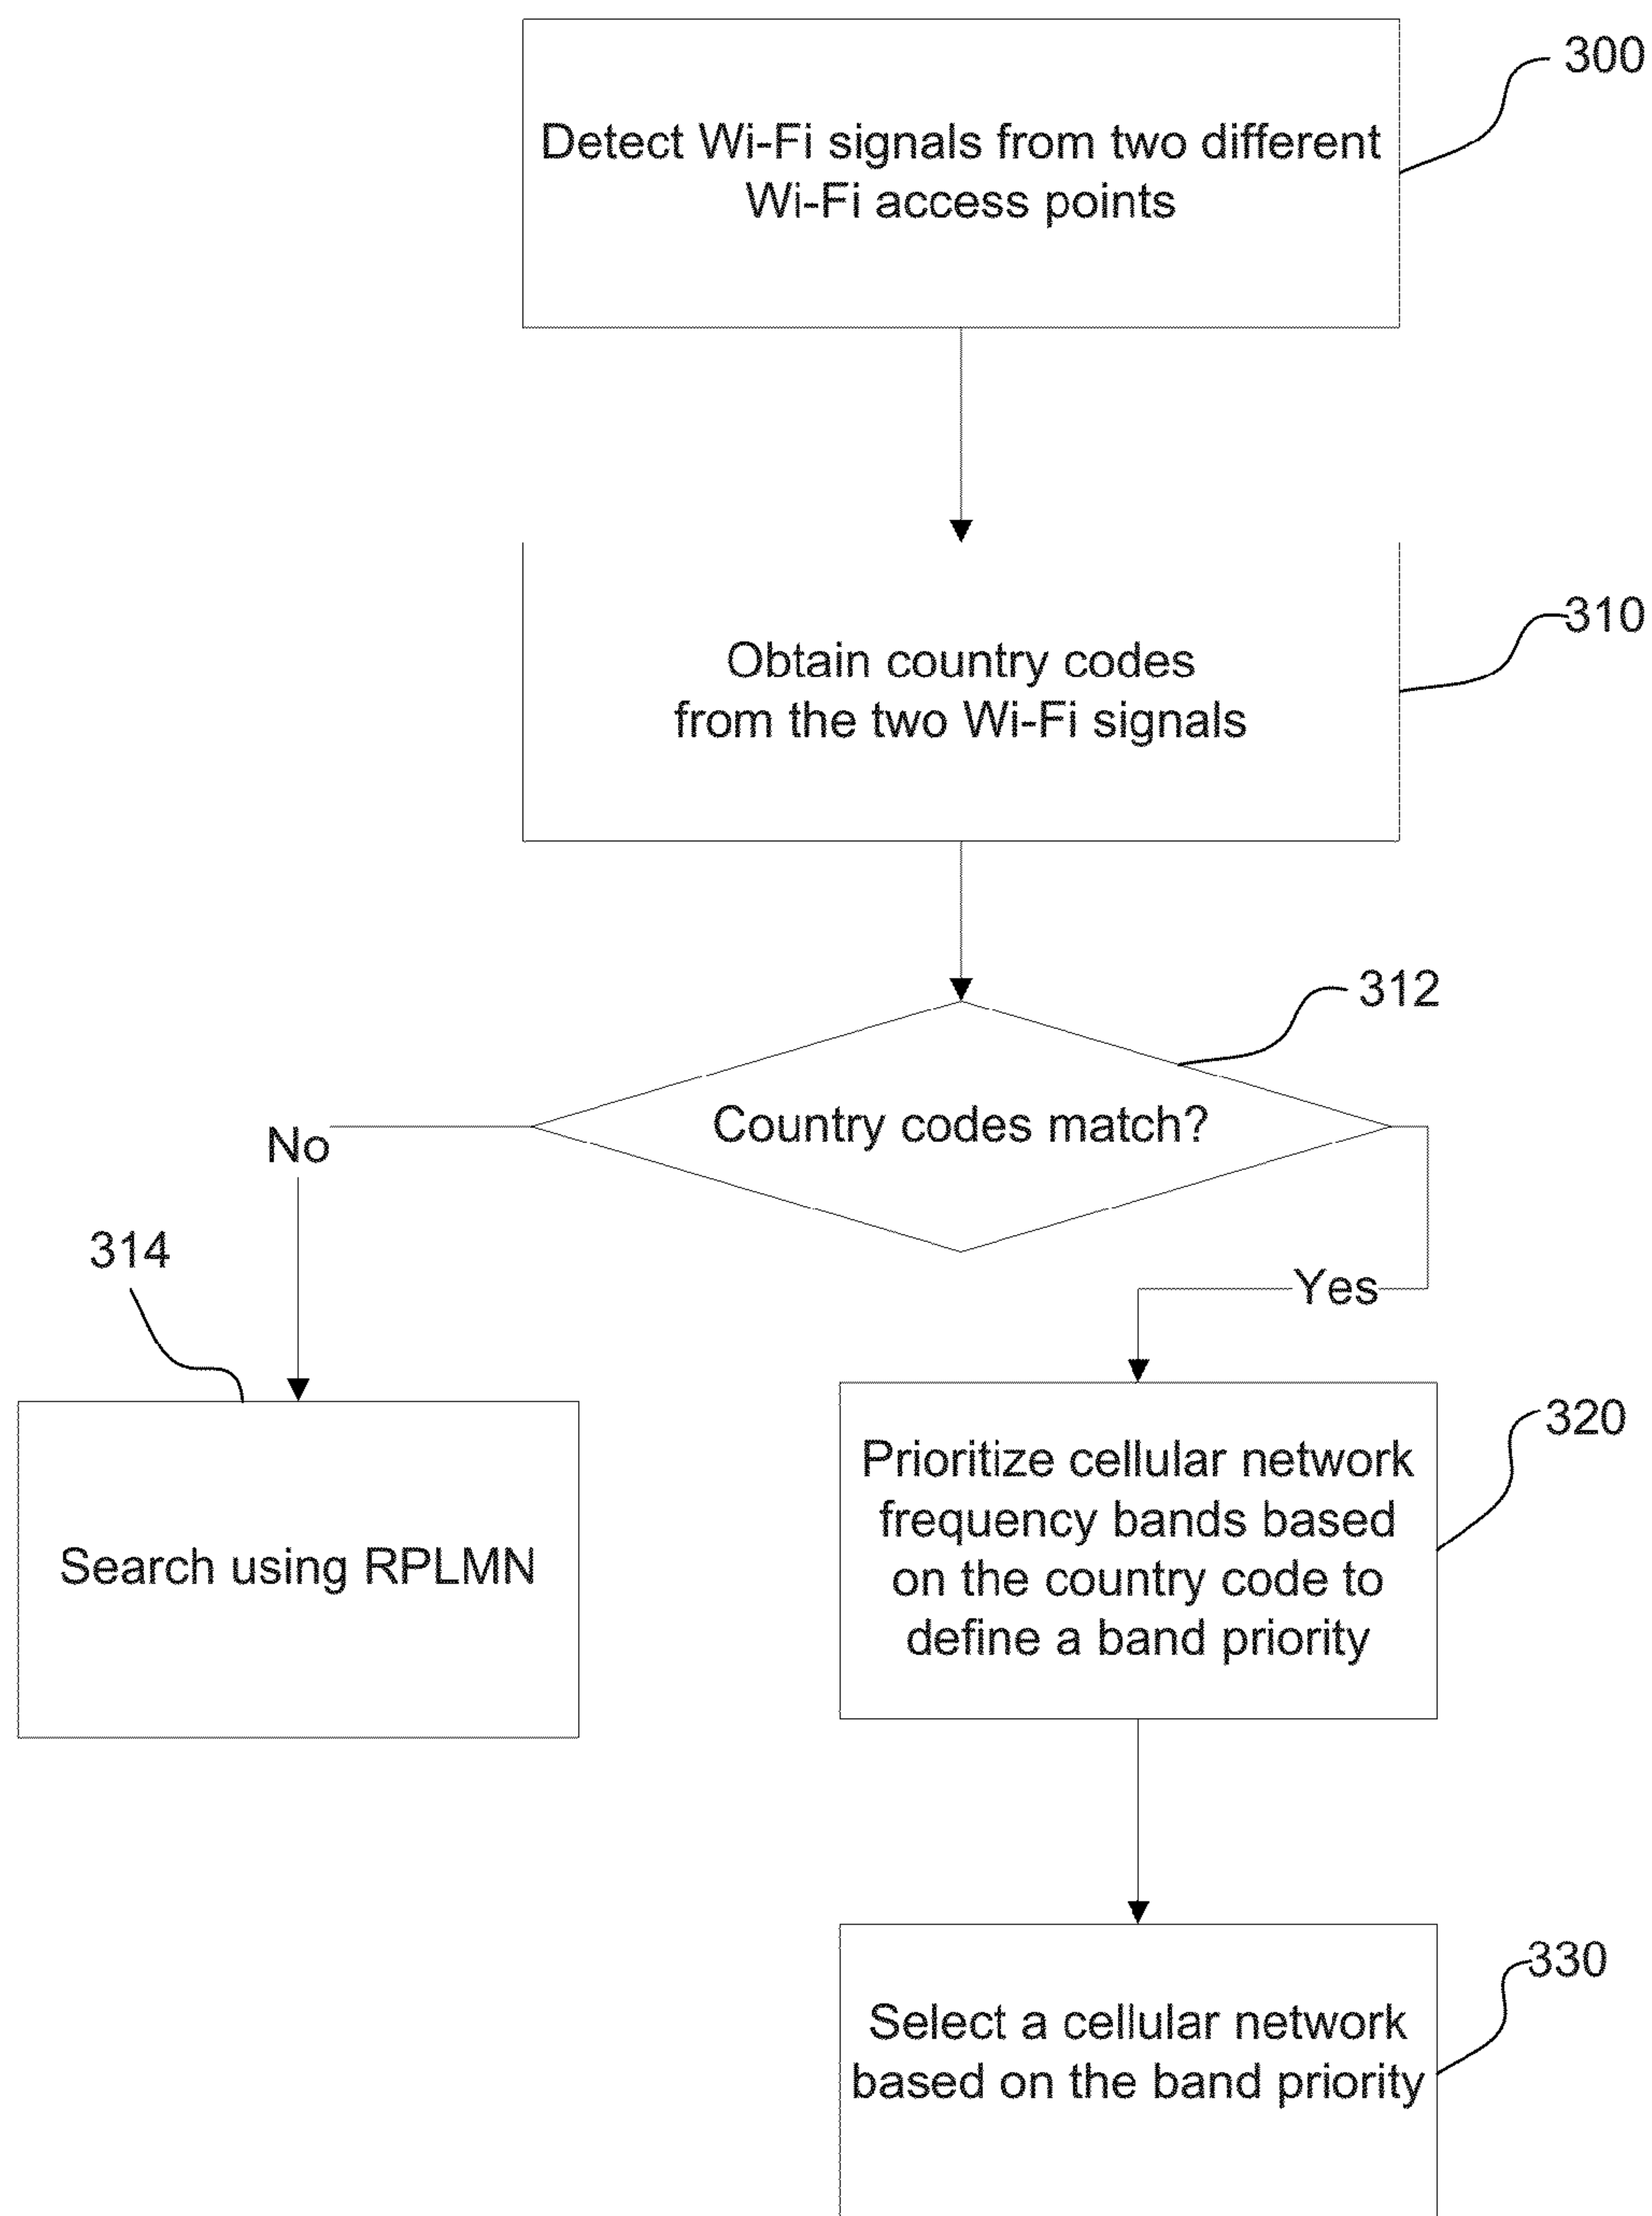 300
Detect Wi-Fi signals from two different
Wi-Fi access points
310
Obtain country codes
from the two Wi-Fi signals
312
Country codes match?
No
314
Yes
320
Prioritize cellular network
frequency bands based
on the country code to
define a band priority
Search using RPLMN
330
Select a cellular network
based on the band priority